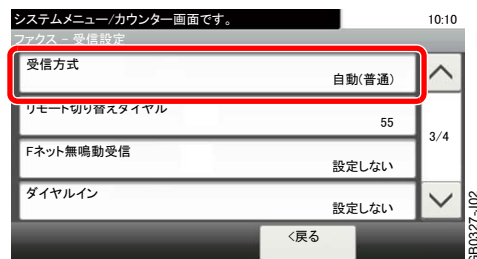 システムメニュー/カウンター画面です。
10:10
ファクス - 受信設定
受信方式
自動(普通)
リモート切り替えダイヤル
55
3/4
Fネット無鳴動受信
設定しない
ダイヤルイン
設定しない
<戻る
GB0327-J02